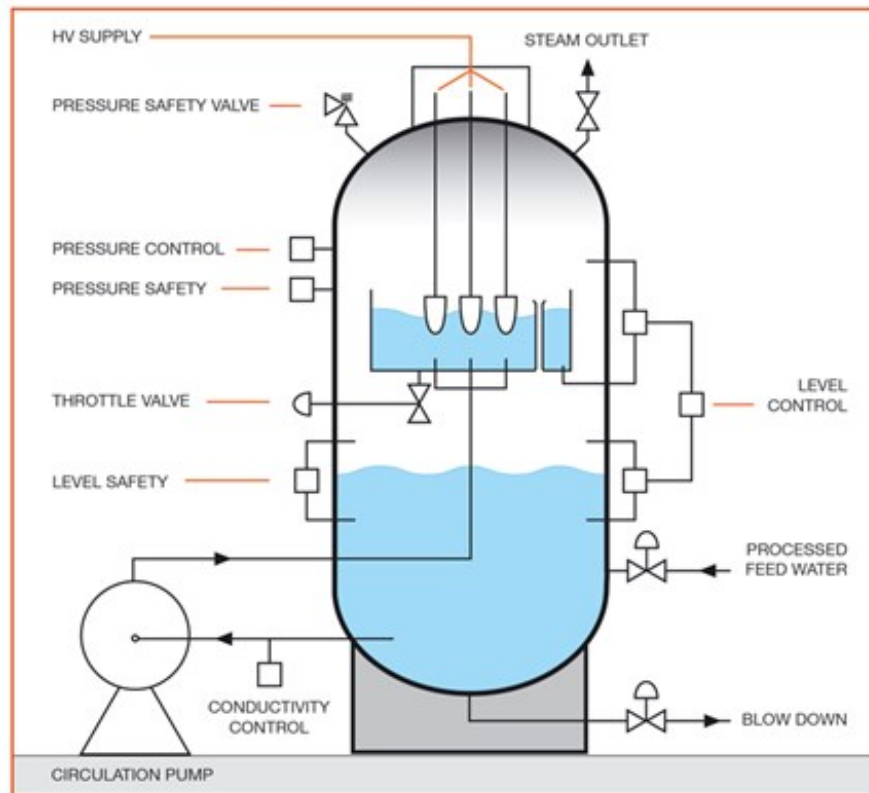 HV SUPPLY
STEAM OUTLET
PRESSURE SAFETY VALVE
PRESSURE CONTROL
PRESSURE SAFETY
THROTTLE VALVE
LEVEL
CONTROL
LEVEL SAFETY
PROCESSED
FEED WATER
CONDUCTIVITY
CONTROL
BLOW DOWN
CIRCULATION PUMP